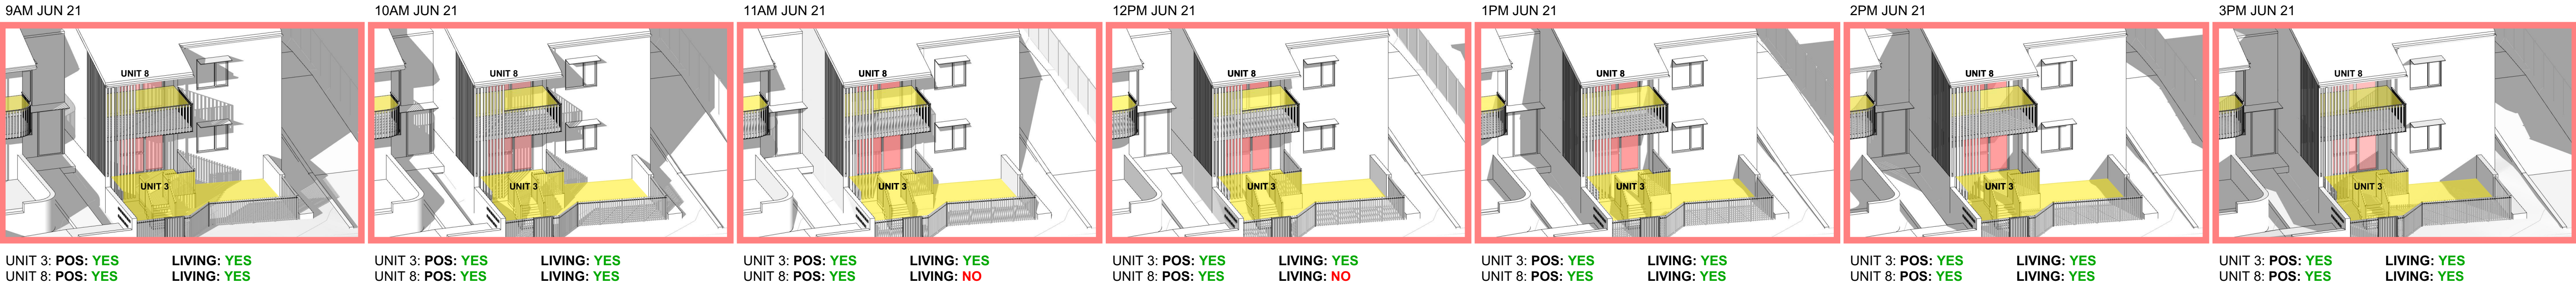 9AM JUN 21
UNIT 8
UNIT 3
UNIT 3: POS: YES LIVING: YES
UNIT 8: POS: YES LIVING: YES
10AM JUN 21
UNIT 8
UNIT 3
UNIT 3: POS: YES LIVING: YES
UNIT 8: POS: YES LIVING: YES
11AM JUN 21
UNIT 8
UNIT 3
UNIT 3: POS: YES LIVING: YES
UNIT 8: POS: YES LIVING: NO
12PM JUN 21
UNIT 8
UNIT 3
UNIT 3: POS: YES LIVING: YES
UNIT 8: POS: YES LIVING: NO
1PM JUN 21
UNIT 8
UNIT 3
UNIT 3: POS: YES LIVING: YES
UNIT 8: POS: YES LIVING: YES
2PM JUN 21
UNIT 8
UNIT 3
UNIT 3: POS: YES LIVING: YES
UNIT 8: POS: YES LIVING: YES
3PM JUN 21
UNIT 8
UNIT 3
UNIT 3: POS: YES LIVING: YES
UNIT 8: POS: YES LIVING: YES